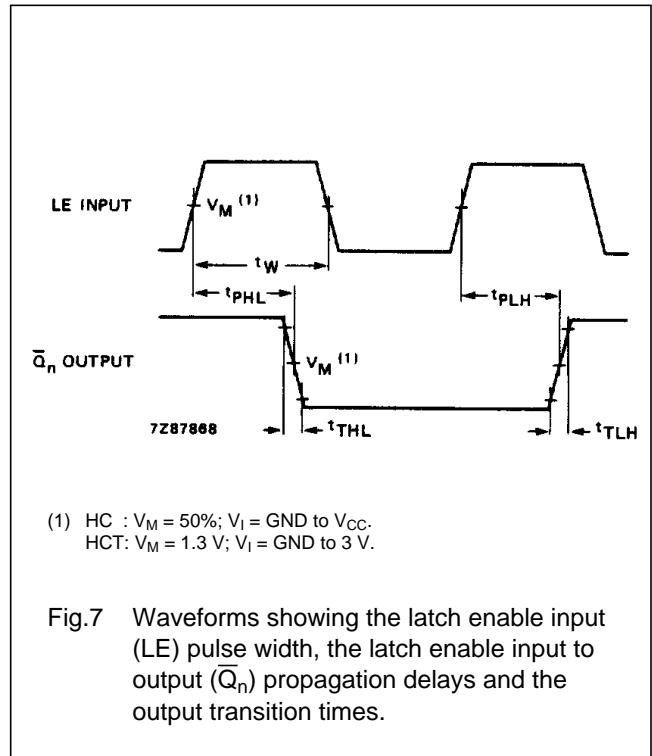 LE INPUT
V_M (1)
t_W
t_PHL
t_PLH
Q̅_n OUTPUT
V_M (1)
7Z87868
t_THL
t_TLH
(1) HC : V_M = 50%; V_I = GND to V_CC.
HCT: V_M = 1.3 V; V_I = GND to 3 V.
Fig.7 Waveforms showing the latch enable input
(LE) pulse width, the latch enable input to
output (Q̅_n) propagation delays and the
output transition times.